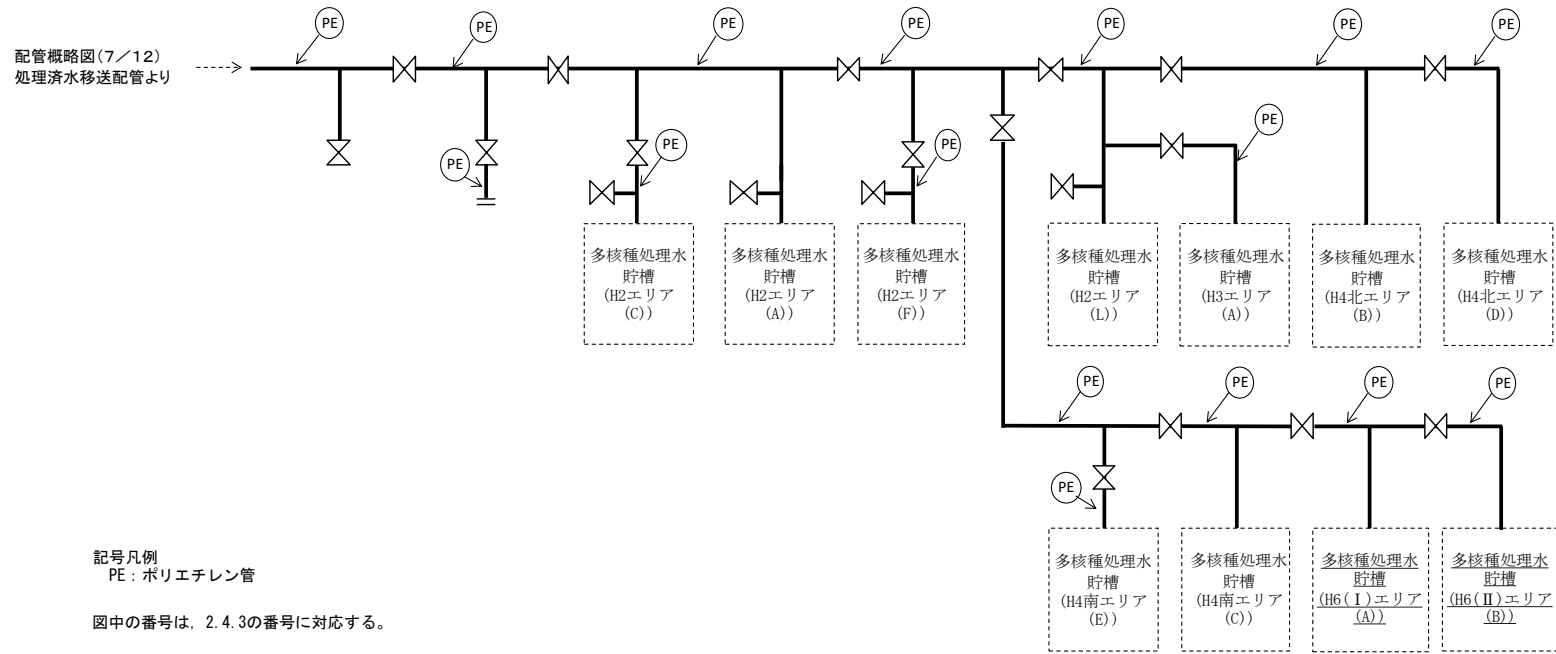 PE
PE
PE
PE
PE
PE
PE
配管概略図(7／12)
処理済水移送配管より
PE
PE
PE
PE
多核種処理水
貯槽
(H2エリア
(C))
多核種処理水
貯槽
(H2エリア
(A))
多核種処理水
貯槽
(H2エリア
(F))
多核種処理水
貯槽
(H2エリア
(L))
多核種処理水
貯槽
(H3エリア
(A))
多核種処理水
貯槽
(H4北エリア
(B))
多核種処理水
貯槽
(H4北エリア
(D))
PE
PE
PE
PE
PE
多核種処理水
貯槽
(H4南エリア
(E))
多核種処理水
貯槽
(H4南エリア
(C))
多核種処理水
貯槽
(H6(Ⅰ)エリア
(A))
多核種処理水
貯槽
(H6(Ⅱ)エリア
(B))
記号凡例
PE：ポリエチレン管
図中の番号は，2.4.3の番号に対応する。